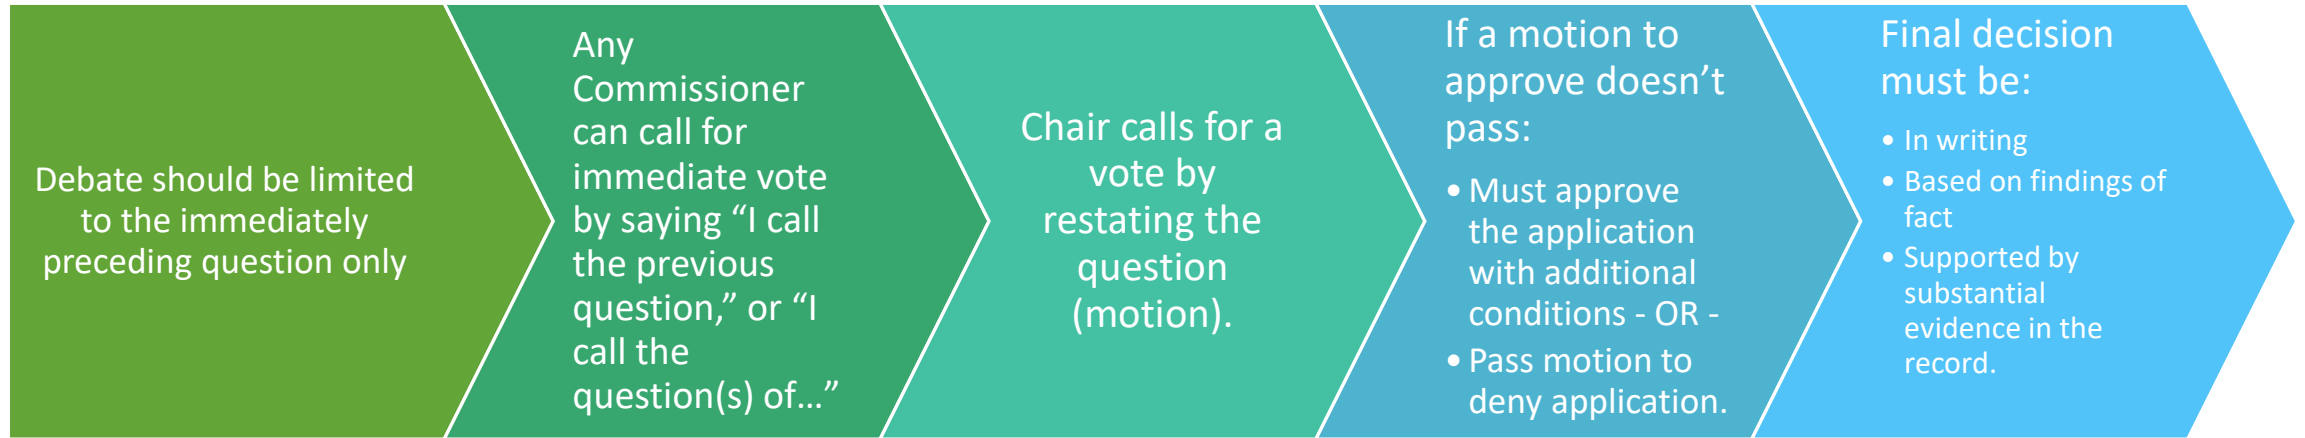 Debate should be limited
to the immediately
preceding question only
Any
Commissioner
can call for
immediate vote
by saying “I call
the previous
question,” or “I
call the
question(s) of…”
Chair calls for a
vote by
restating the
question
(motion).
If a motion to
approve doesn’t
pass:
• Must approve
the application
with additional
conditions - OR -
• Pass motion to
deny application.
Final decision
must be:
• In writing
• Based on findings of
fact
• Supported by
substantial
evidence in the
record.